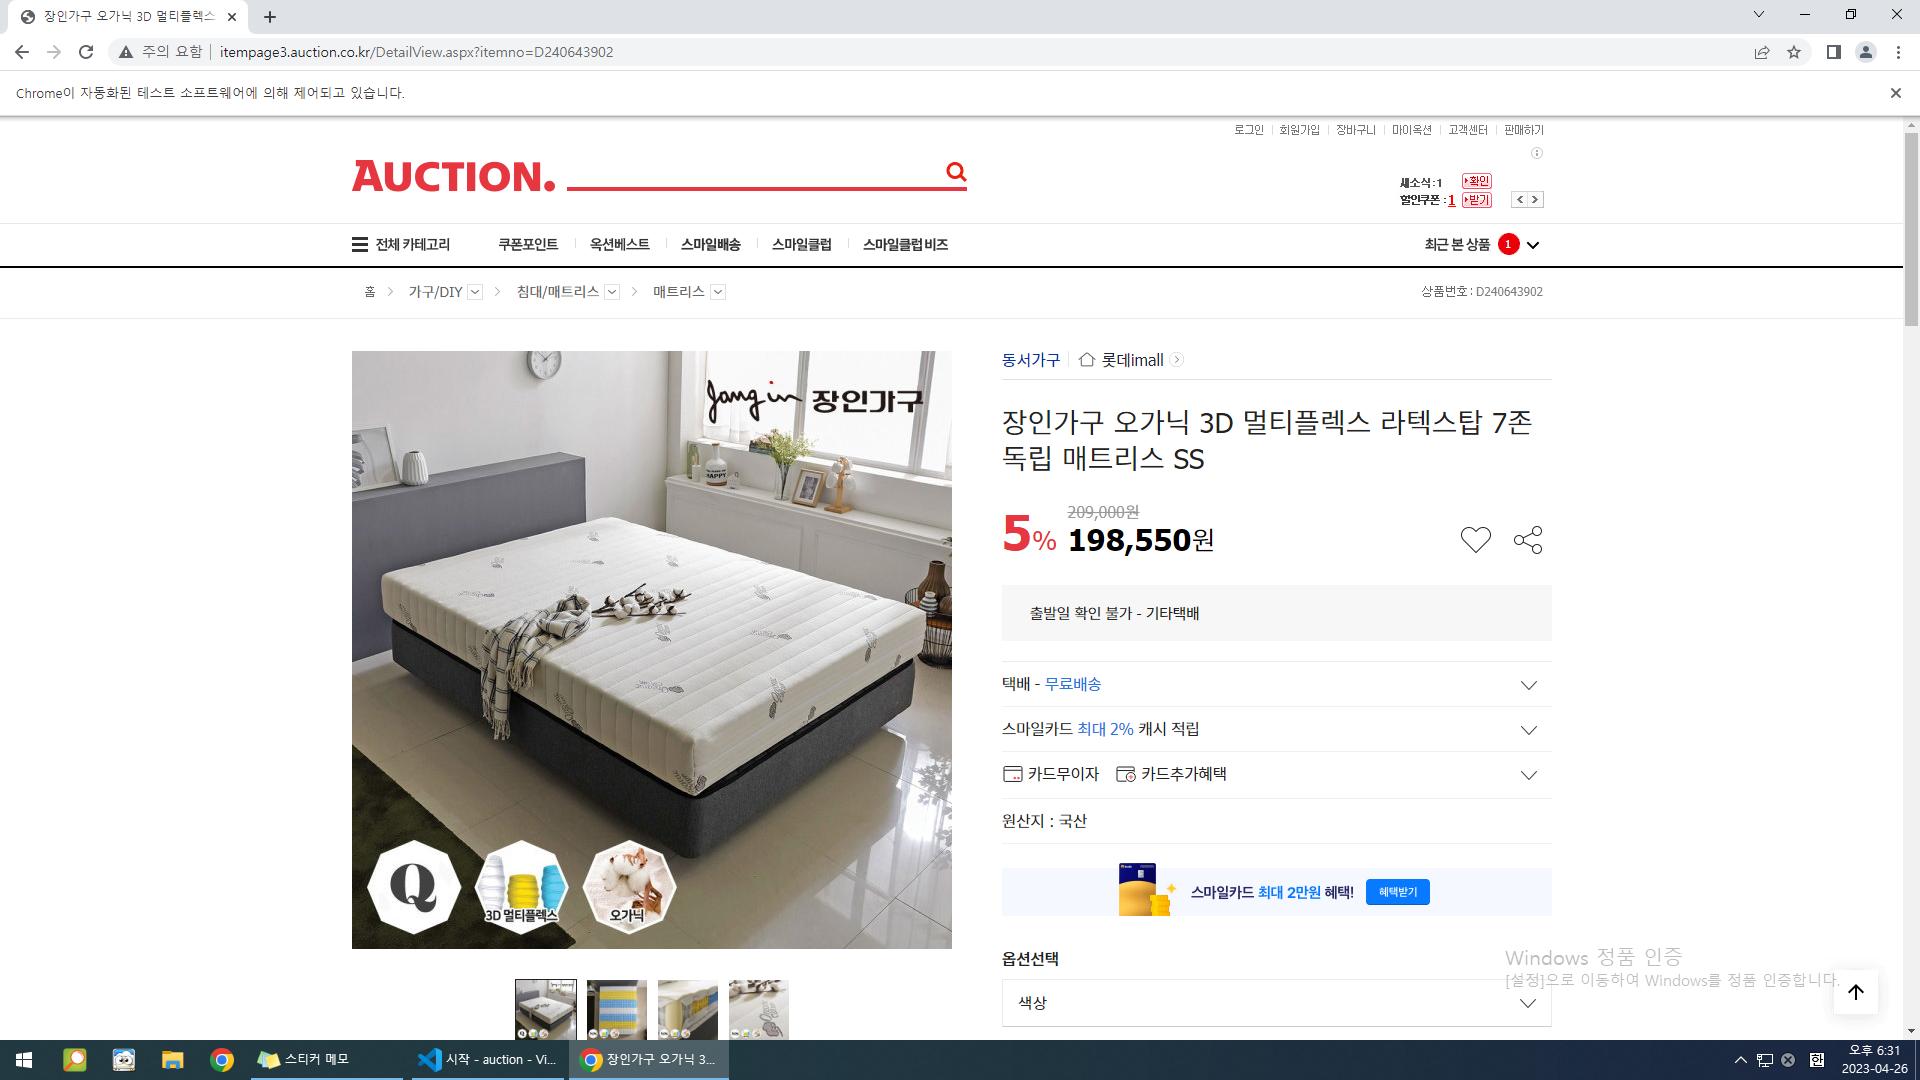 장인가구 오가닉 3D 멀티플렉스
주의 요함
itempage3.auction.co.kr/DetailView.aspx?itemno=D240643902
Chrome이 자동화된 테스트 소프트웨어에 의해 제어되고 있습니다.
로그인 회원가입 장바구니 마이옥션 고객센터 판매하기
AUCTION.
새소식:1 확인
할인쿠폰 : 1 받기
전체 카테고리 쿠폰포인트 옥션베스트 스마일배송 스마일클럽 스마일클럽 비즈
최근 본 상품 1
홈 가구/DIY 침대/매트리스 매트리스
상품번호 : D240643902
Jangin 장인가구
HAPPY
Q
3D 멀티플렉스
오가닉
동서가구 롯데imall
장인가구 오가닉 3D 멀티플렉스 라텍스탑 7존
독립 매트리스 SS
209,000원
5% 198,550원
출발일 확인 불가 - 기타택배
택배 - 무료배송
스마일카드 최대 2% 캐시 적립
카드무이자 카드추가혜택
원산지 : 국산
스마일카드 최대 2만원 혜택! 혜택받기
옵션선택
색상
Windows 정품 인증
[설정]으로 이동하여 Windows를 정품 인증합니다.
스티커 메모
시작 - auction - Vi...
장인가구 오가닉 3...
한
오후 6:31
2023-04-26